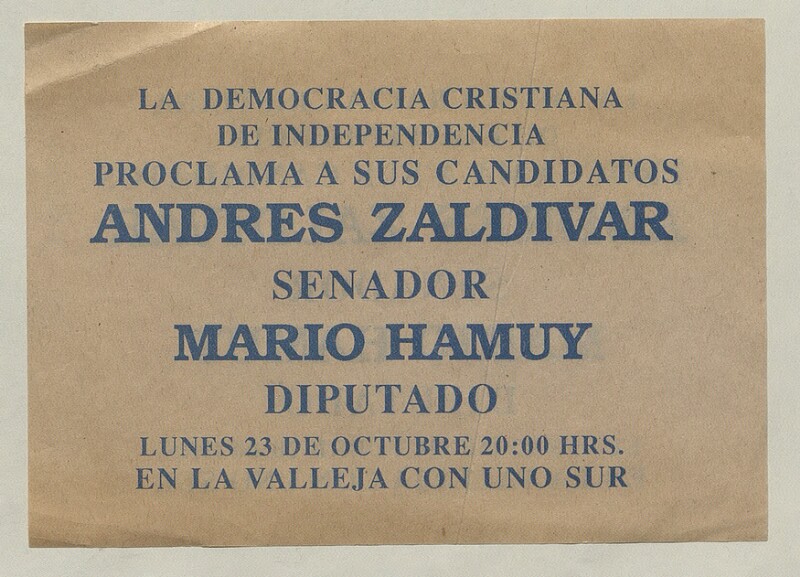 LA DEMOCRACIA CRISTIANA
DE INDEPENDENCIA
PROCLAMA A SUS CANDIDATOS
ANDRES ZALDIVAR
SENADOR
MARIO HAMUY
DIPUTADO
LUNES 23 DE OCTUBRE 20:00 HRS.
EN LA VALLEJA CON UNO SUR